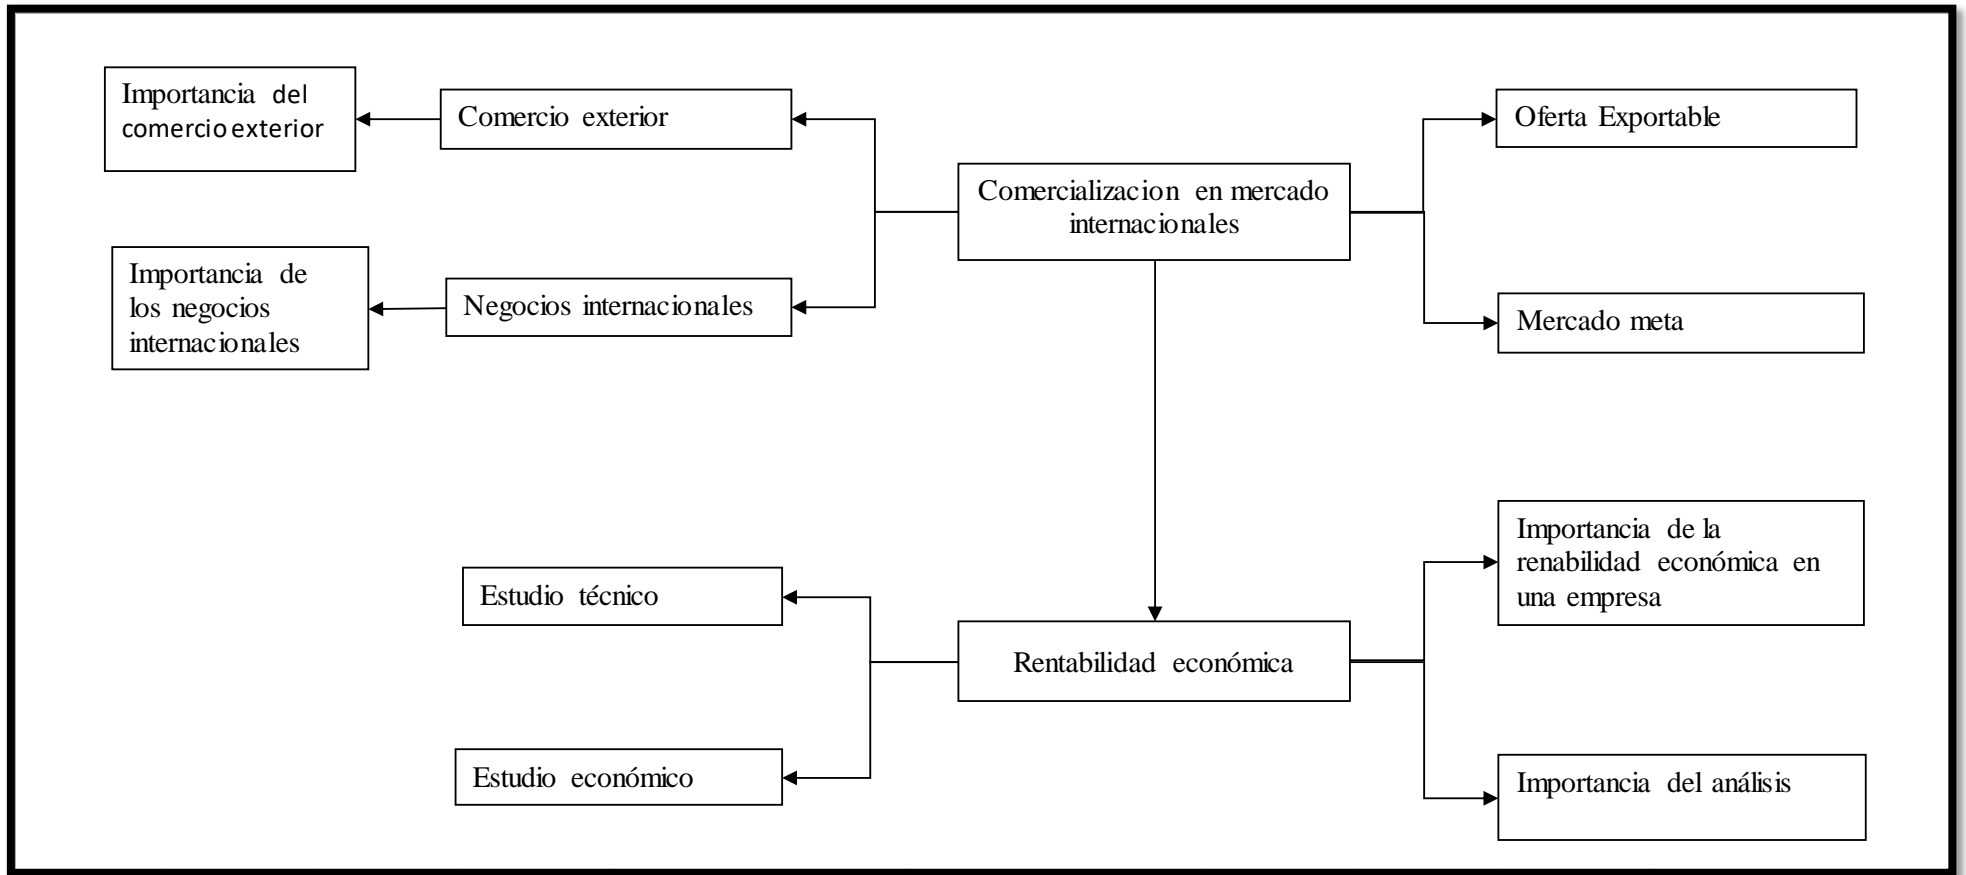 Importancia del
comercio exterior
Comercio exterior
Oferta Exportable
Comercializacion en mercado
internacionales
Importancia de
los negocios
internacionales
Negocios internacionales
Mercado meta
Importancia de la
renabilidad económica en
una empresa
Estudio técnico
Rentabilidad económica
Estudio económico
Importancia del análisis